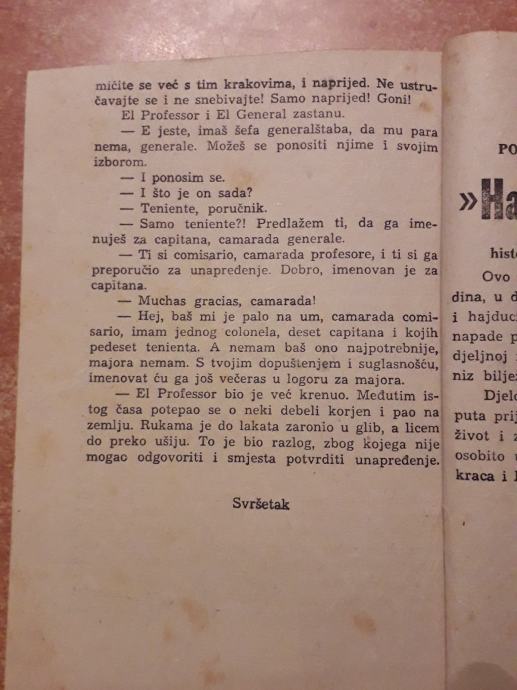 mičite se već s tim krakovima, i naprijed. Ne ustru-
čavajte se i ne snebivajte! Samo naprijed! Goni!
El Professor i El General zastanu.
— E jeste, imaš šefa generalštaba, da mu para
nema, generale. Možeš se ponositi njime i svojim
izborom.
— I ponosim se.
— I što je on sada?
— Teniente, poručnik.
— Samo teniente?! Predlažem ti, da ga ime-
nuješ za capitana, camarada generale.
— Ti si comisario, camarada profesore, i ti si ga
preporučio za unapređenje. Dobro, imenovan je za
capitana.
— Muchas gracias, camarada!
— Hej, baš mi je palo na um, camarada comi-
sario, imam jednog colonela, deset capitana i kojih
pedeset tenienta. A nemam baš ono najpotrebnije,
majora nemam. S tvojim dopuštenjem i suglasnošću,
imenovat ću ga još večeras u logoru za majora.
— El Professor bio je već krenuo. Međutim is-
tog časa potepao se o neki debeli korjen i pao na
zemlju. Rukama je do lakata zaronio u glib, a licem
do preko ušiju. To je bio razlog, zbog kojega nije
mogao odgovoriti i smjesta potvrditi unapređenje.
Svršetak
PO
»Ha
histo
Ovo
dina, u d
i hajduci
napade p
djeljnoj i
niz bilje
Djelo
puta prij
život i z
osobito
kraca i